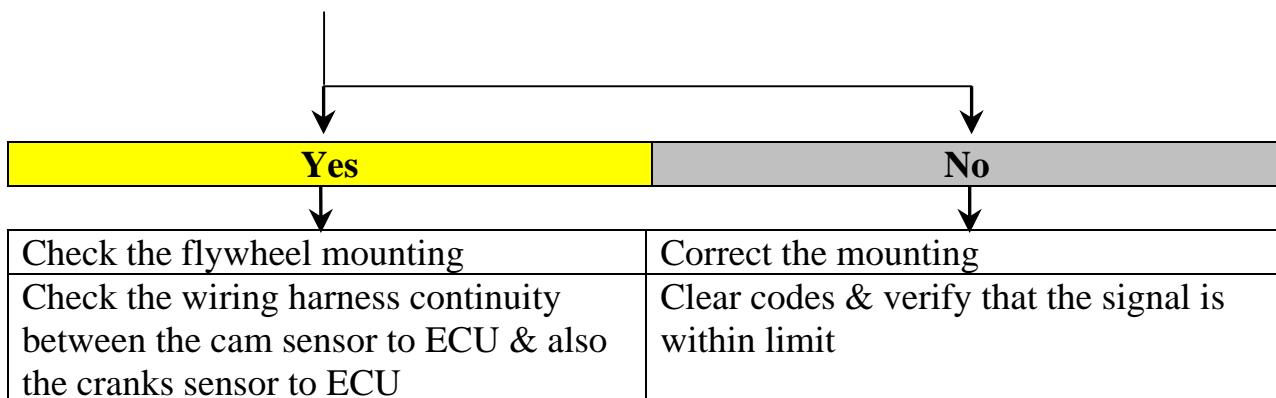 Yes
No
Check the flywheel mounting
Correct the mounting
Check the wiring harness continuity
between the cam sensor to ECU & also
the cranks sensor to ECU
Clear codes & verify that the signal is
within limit